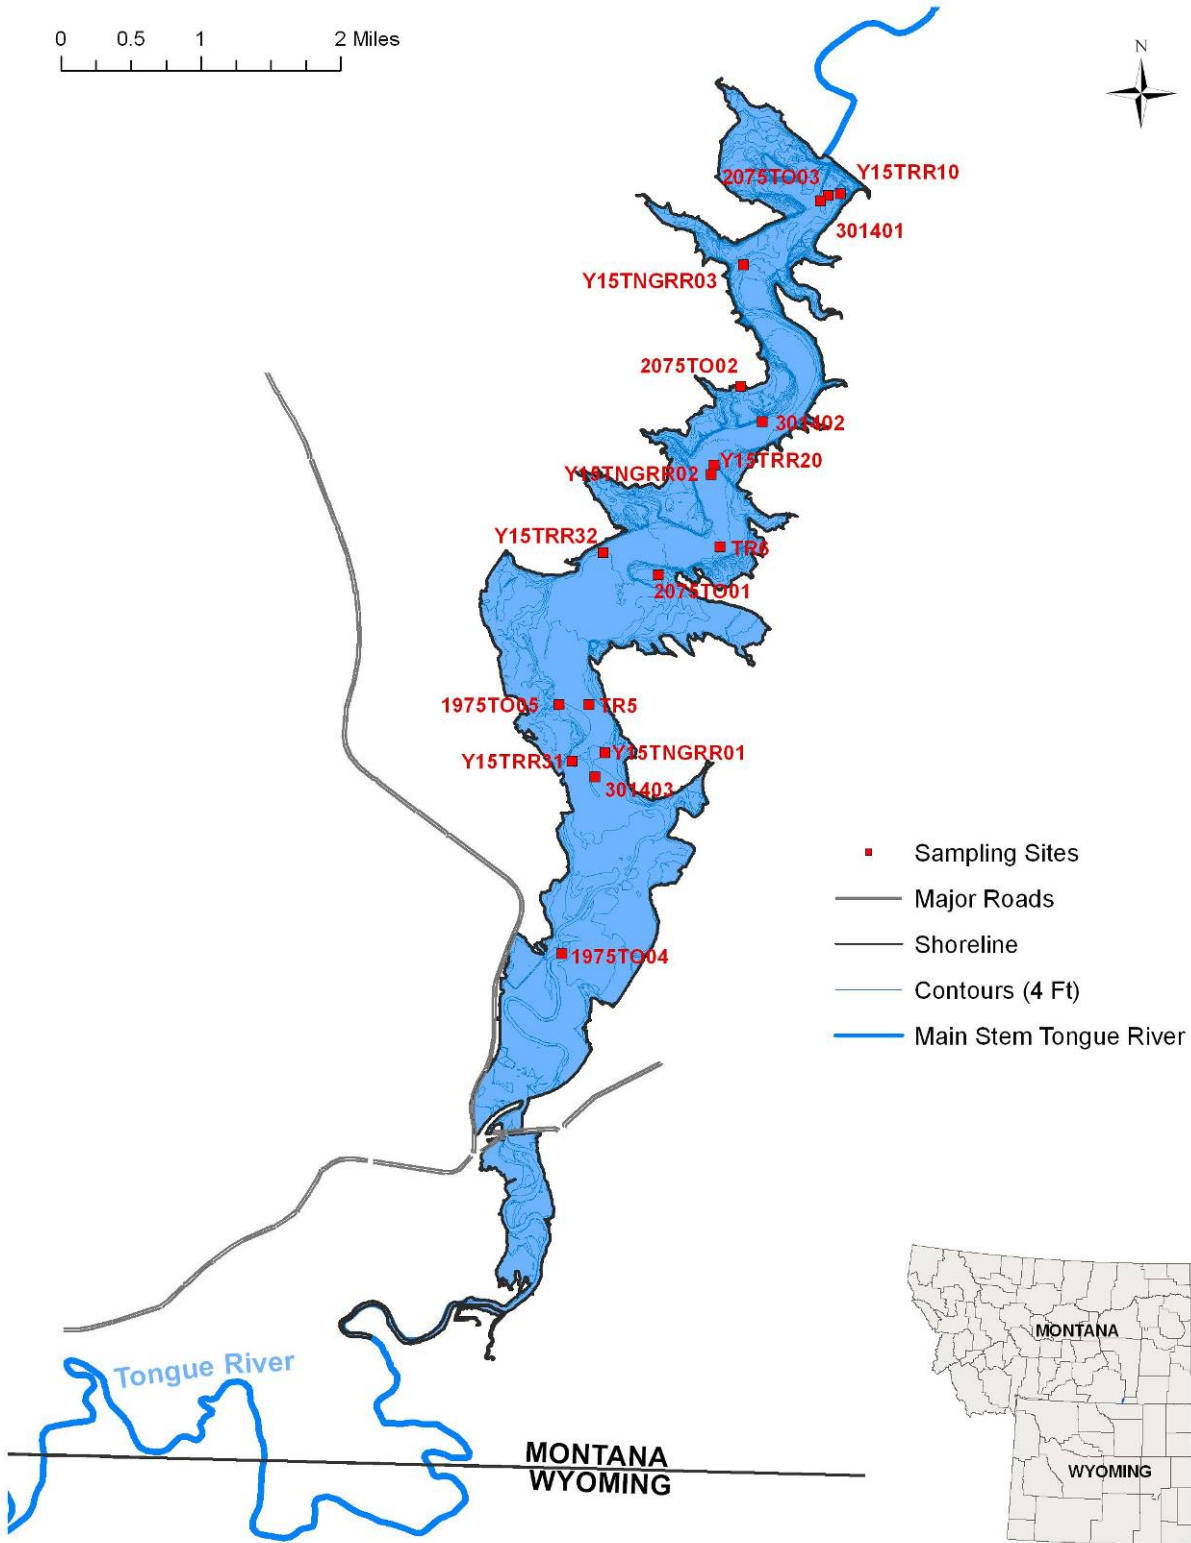 0 0.5 1 2 Miles
N
2075TO03
Y15TRR10
301401
Y15TNGRR03
2075TO02
301402
Y15TRR20
Y15TNGRR02
Y15TRR32
TR6
2075TO01
1975TO05
TR5
Y15TNGRR01
Y15TRR31
301403
1975TO04
Sampling Sites
Major Roads
Shoreline
Contours (4 Ft)
Main Stem Tongue River
Tongue River
MONTANA
WYOMING
MONTANA
WYOMING